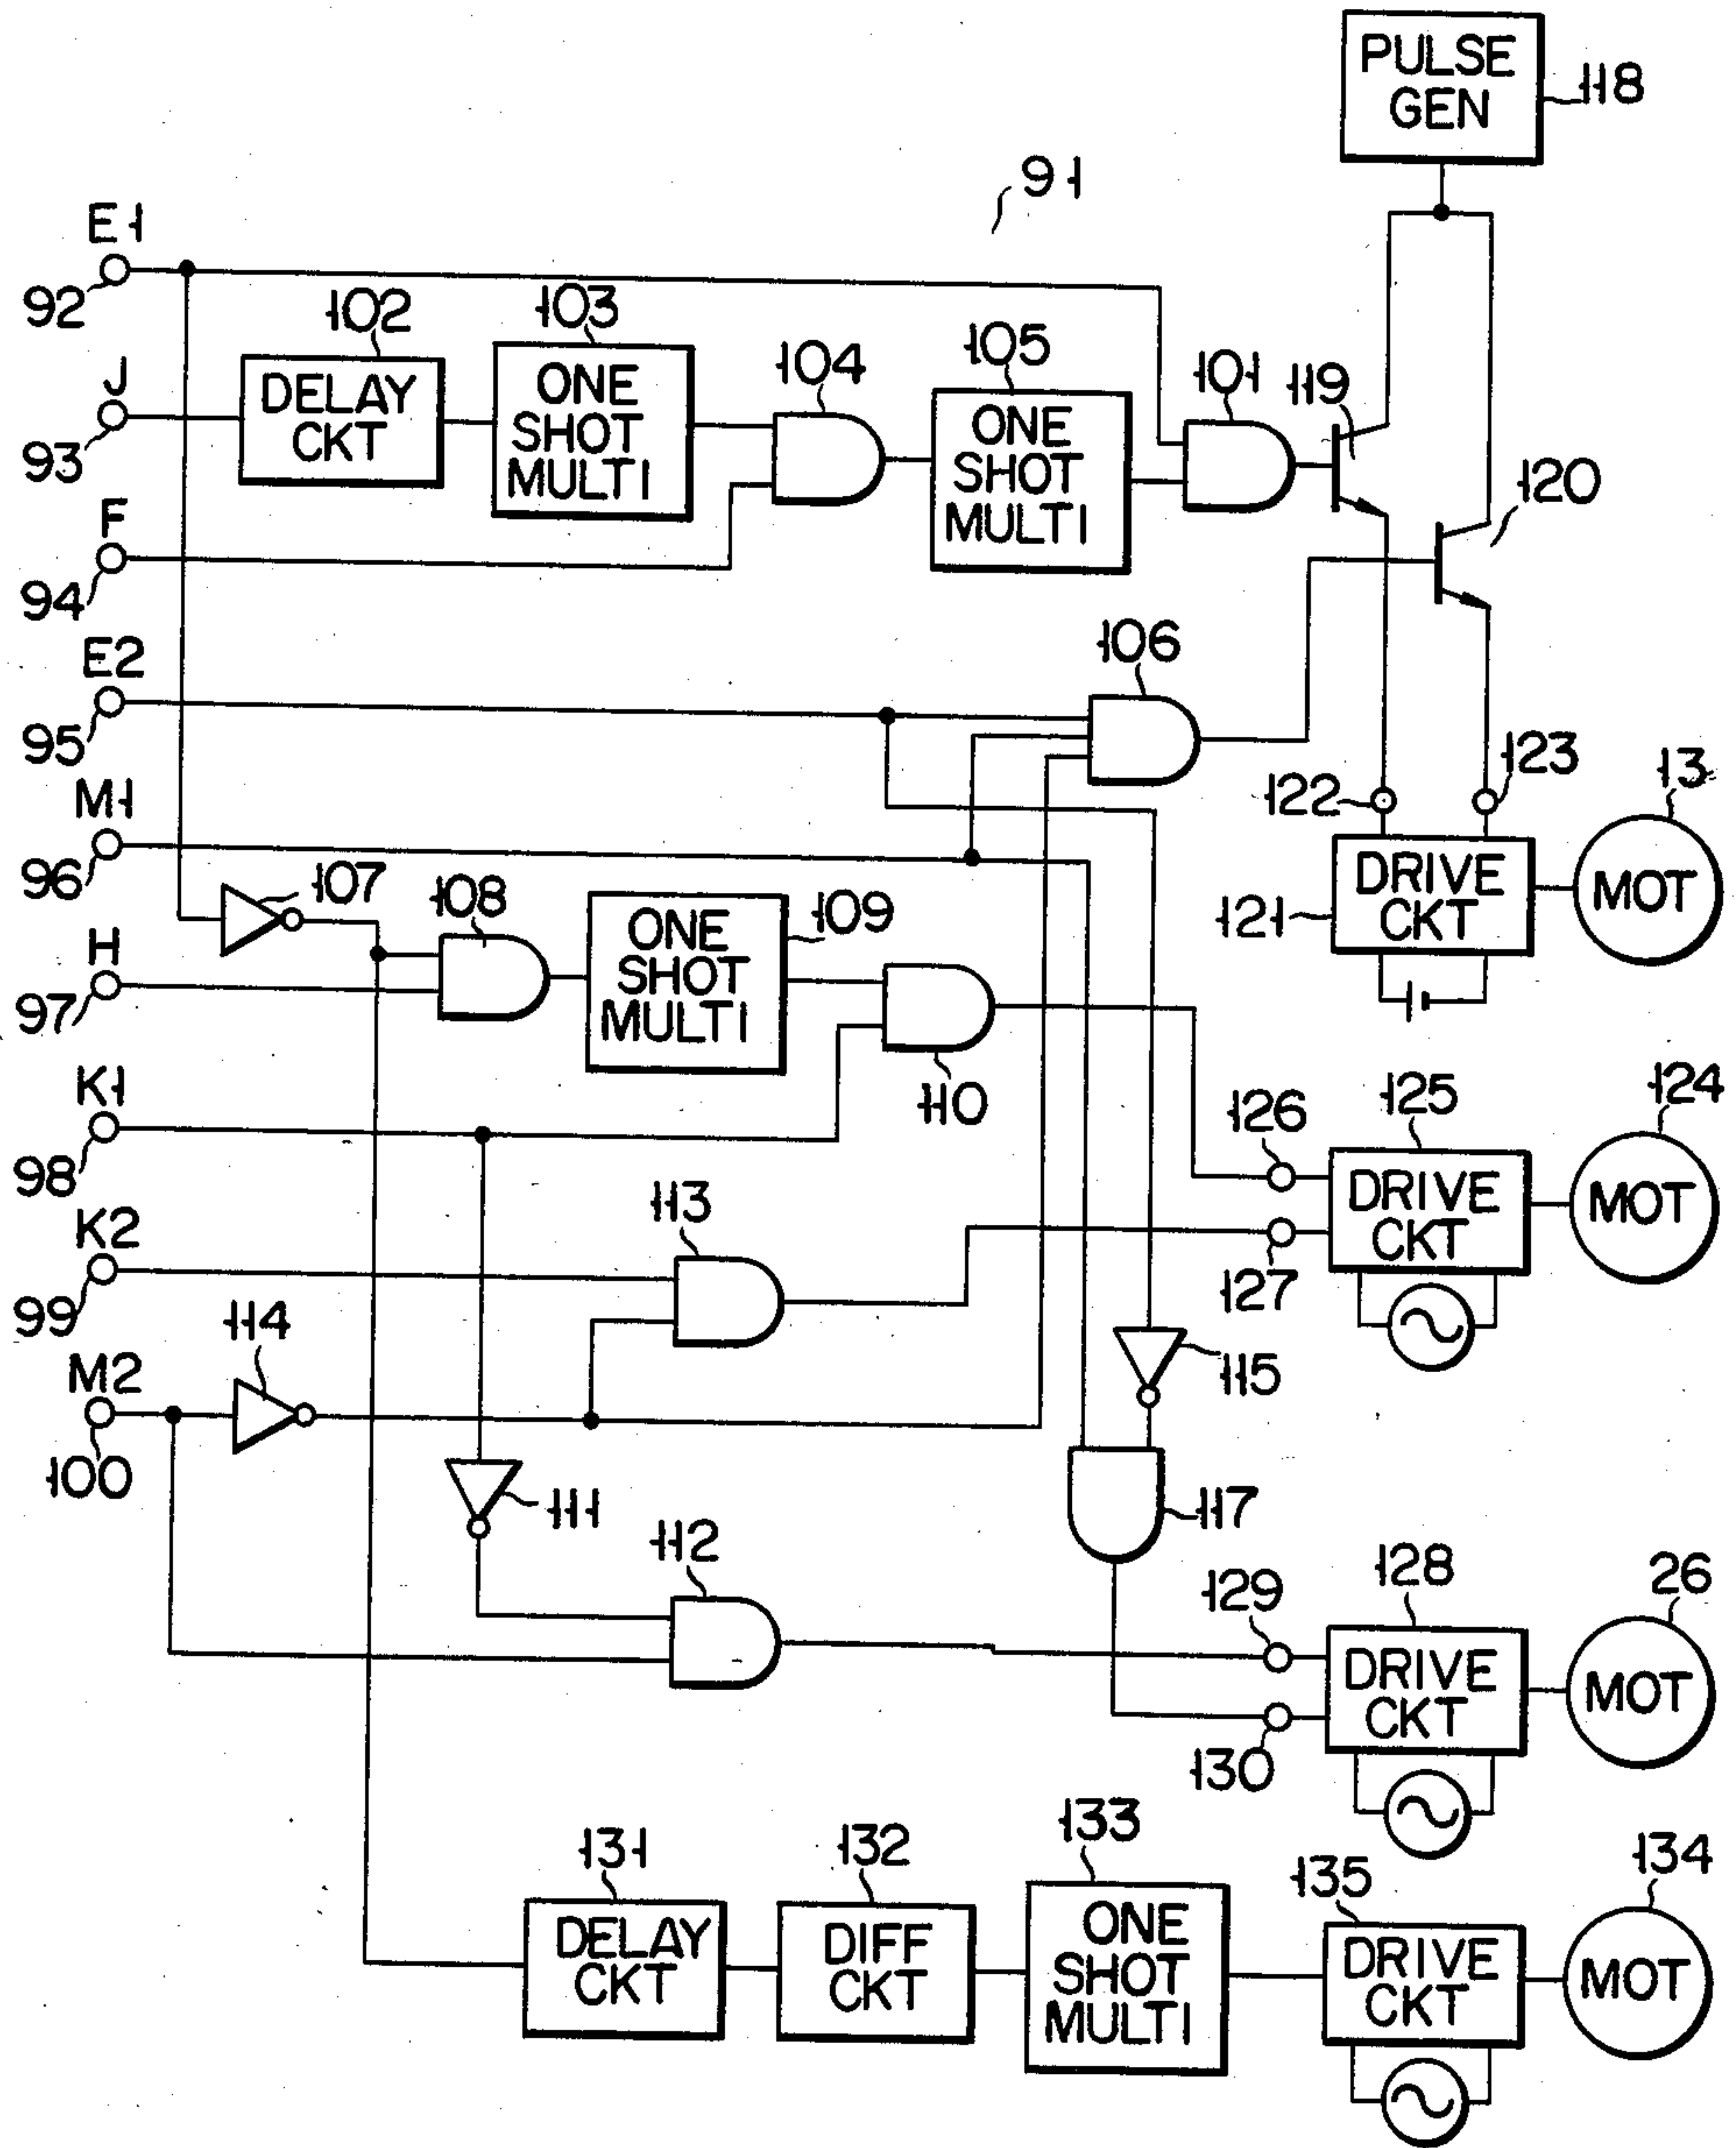 PULSE
GEN
118
91
E1
92
102
103
104
105
101
119
J
93
DELAY
CKT
ONE
SHOT
MULTI
ONE
SHOT
MULTI
120
F
94
E2
95
106
M1
96
122
123
13
107
108
109
DRIVE
CKT
121
MOT
H
97
ONE
SHOT
MULTI
110
K1
98
126
125
124
113
DRIVE
CKT
MOT
K2
99
127
114
115
M2
100
111
117
112
129
128
26
DRIVE
CKT
MOT
130
131
132
133
135
134
DELAY
CKT
DIFF
CKT
ONE
SHOT
MULTI
DRIVE
CKT
MOT